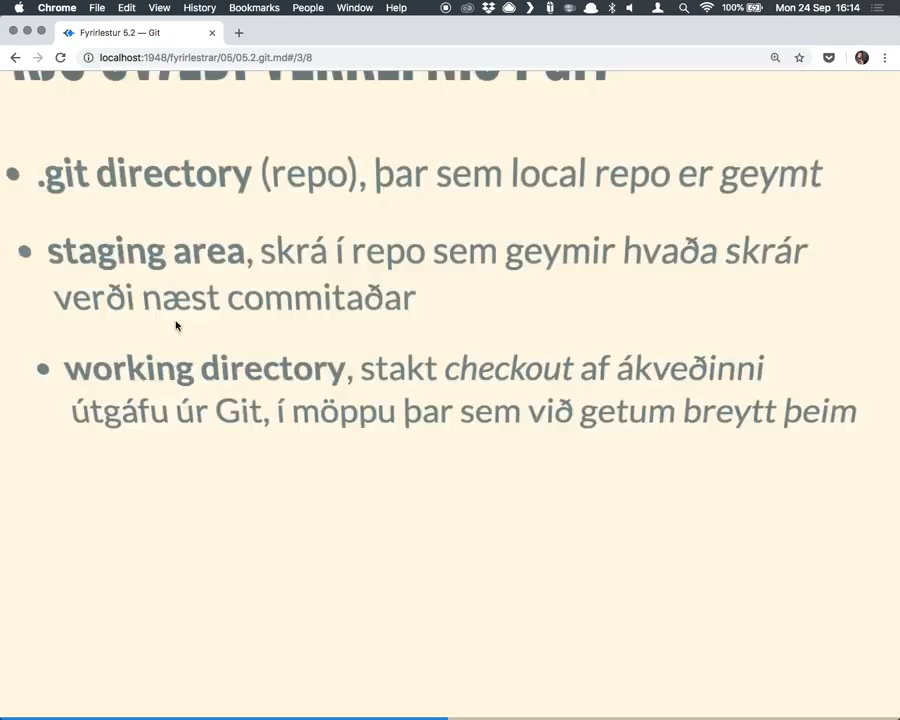 Chrome File Edit View History Bookmarks People Window Help 100% Mon 24 Sep 16:14
Fyrirlestur 5.2 — Git
localhost:1948/fyrirlestrar/05/05.2.git.md#/3/8
• .git directory (repo), þar sem local repo er geymt
• staging area, skrá í repo sem geymir hvaða skrár
verði næst commitaðar
• working directory, stakt checkout af ákveðinni
útgáfu úr Git, í möppu þar sem við getum breytt þeim